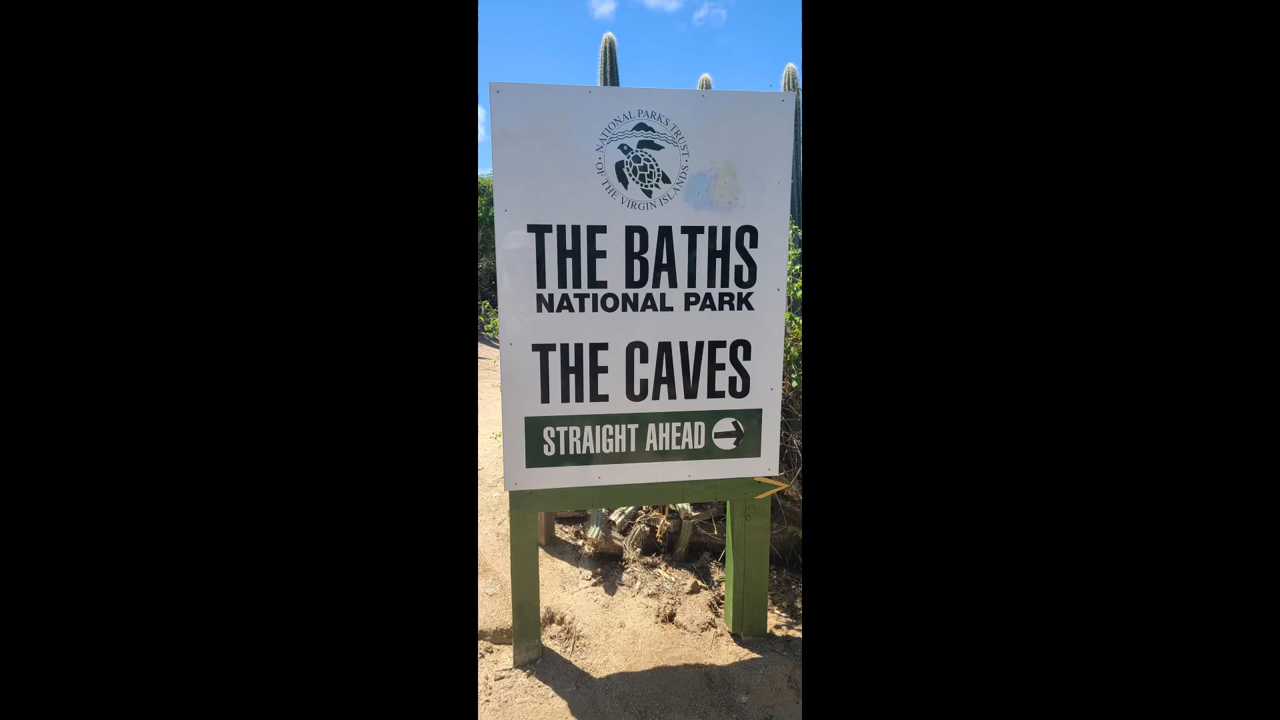 NATIONAL PARKS TRUST
OF THE VIRGIN ISLANDS
THE BATHS
NATIONAL PARK
THE CAVES
STRAIGHT AHEAD